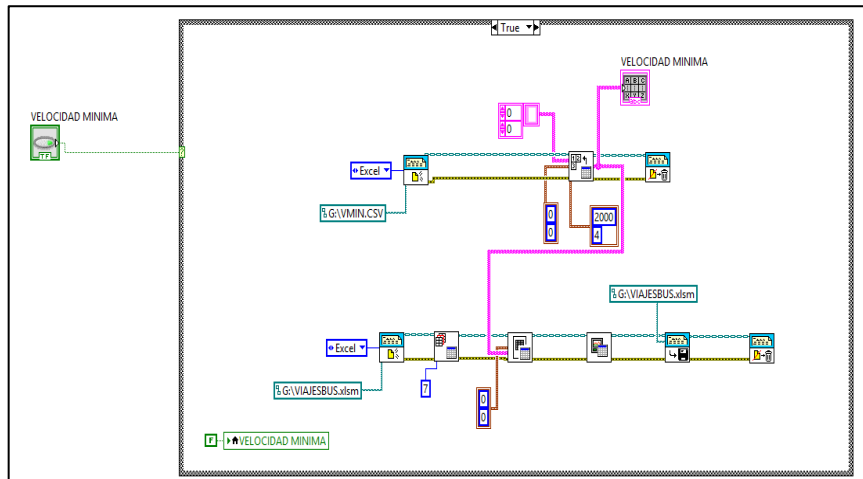 True
VELOCIDAD MINIMA
VELOCIDAD MINIMA
TF
0
0
Excel
G:\VMIN.CSV
0
0
2000
4
G:\VIAJESBUS.xlsm
Excel
G:\VIAJESBUS.xlsm
7
0
0
F
VELOCIDAD MINIMA